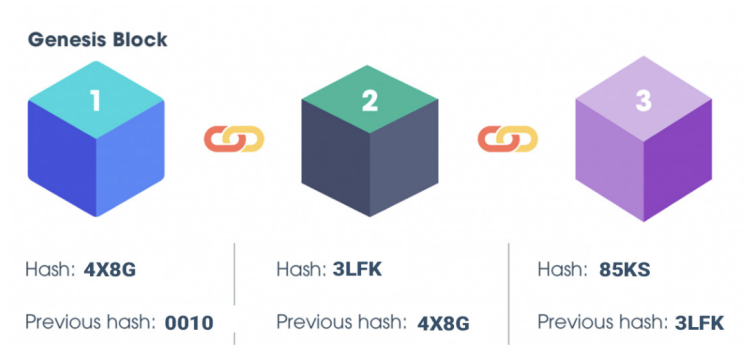 Genesis Block
1
2
3
Hash: 4X8G
Previous hash: 0010
Hash: 3LFK
Previous hash: 4X8G
Hash: 85KS
Previous hash: 3LFK